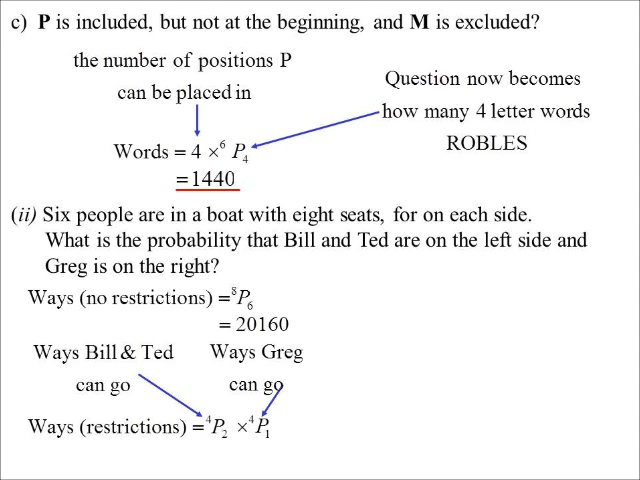 c) P is included, but not at the beginning, and M is excluded?
the number of positions P
can be placed in
Question now becomes
how many 4 letter words
ROBLES
Words = 4 ×⁶P₄
= 1440
(ii) Six people are in a boat with eight seats, for on each side.
What is the probability that Bill and Ted are on the left side and
Greg is on the right?
Ways (no restrictions) = ⁸P₆
= 20160
Ways Bill & Ted Ways Greg
can go can go
Ways (restrictions) = ⁴P₂ ×⁴P₁